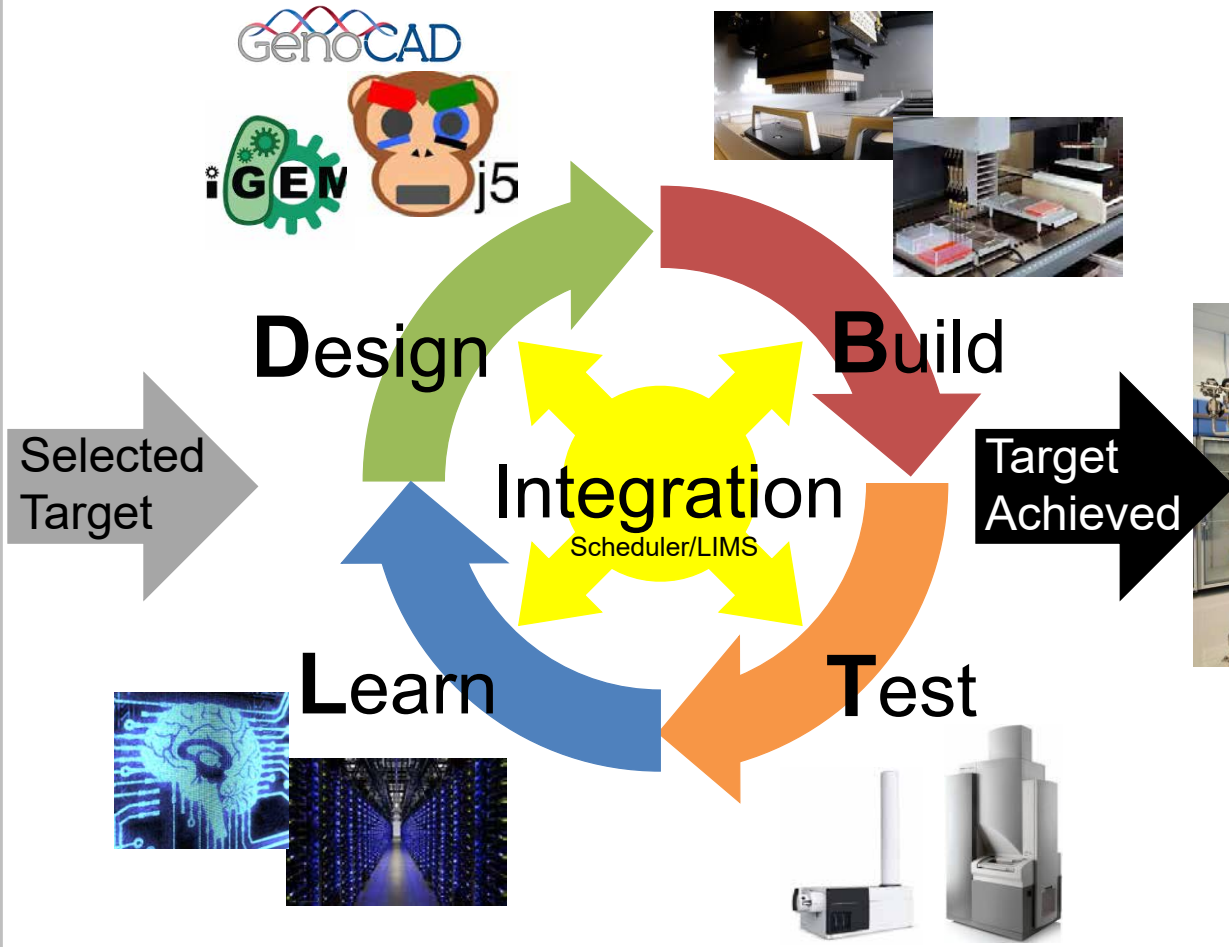 GenoCAD
iGEM
j5
Design
Build
Selected
Target
Integration
Scheduler/LIMS
Target
Achieved
Learn
Test